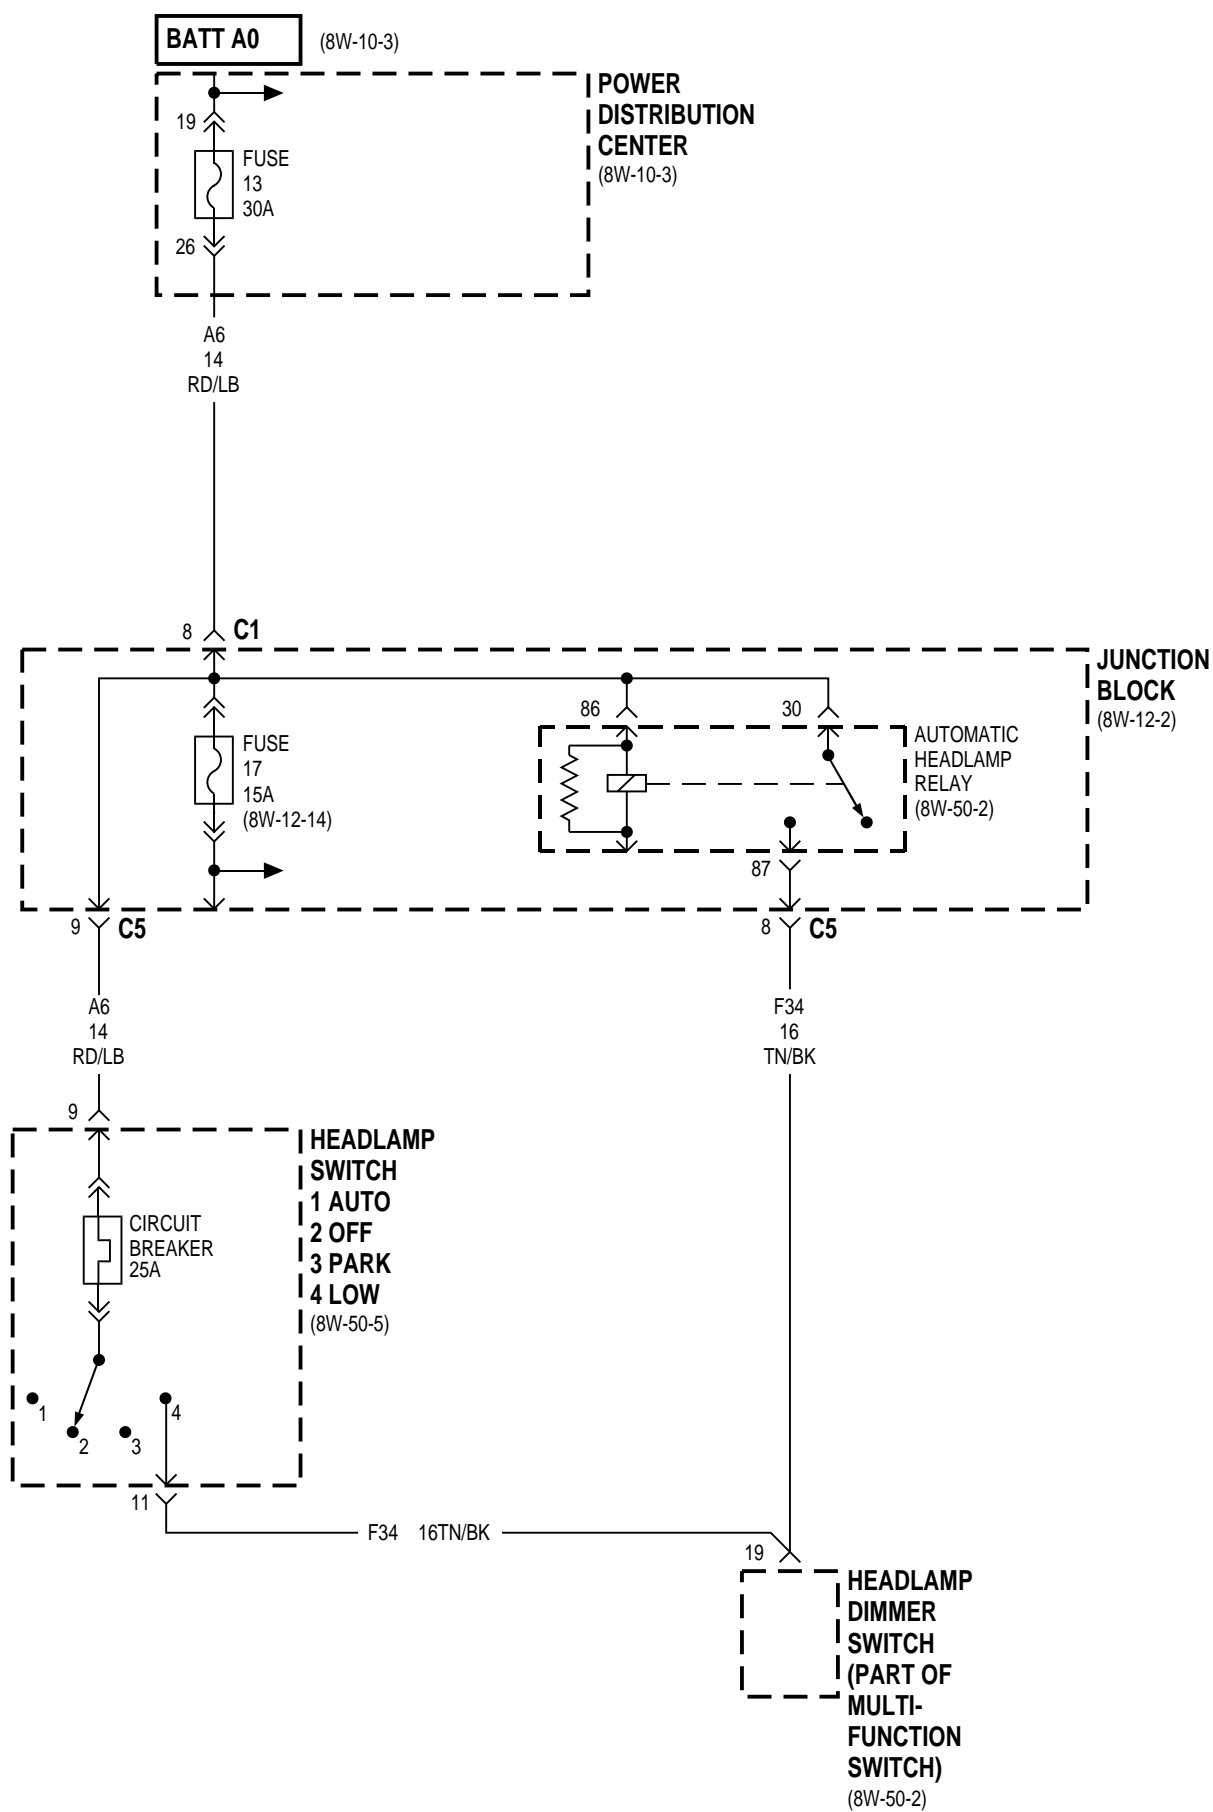 BATT A0
(8W-10-3)
POWER
DISTRIBUTION
CENTER
(8W-10-3)
19
FUSE
13
30A
26
A6
14
RD/LB
8
C1
JUNCTION
BLOCK
(8W-12-2)
86
30
FUSE
17
15A
(8W-12-14)
AUTOMATIC
HEADLAMP
RELAY
(8W-50-2)
87
9
C5
8
C5
A6
14
RD/LB
F34
16
TN/BK
9
HEADLAMP
SWITCH
1 AUTO
2 OFF
3 PARK
4 LOW
(8W-50-5)
CIRCUIT
BREAKER
25A
1
2
3
4
11
F34 16TN/BK
19
HEADLAMP
DIMMER
SWITCH
(PART OF
MULTI-
FUNCTION
SWITCH)
(8W-50-2)